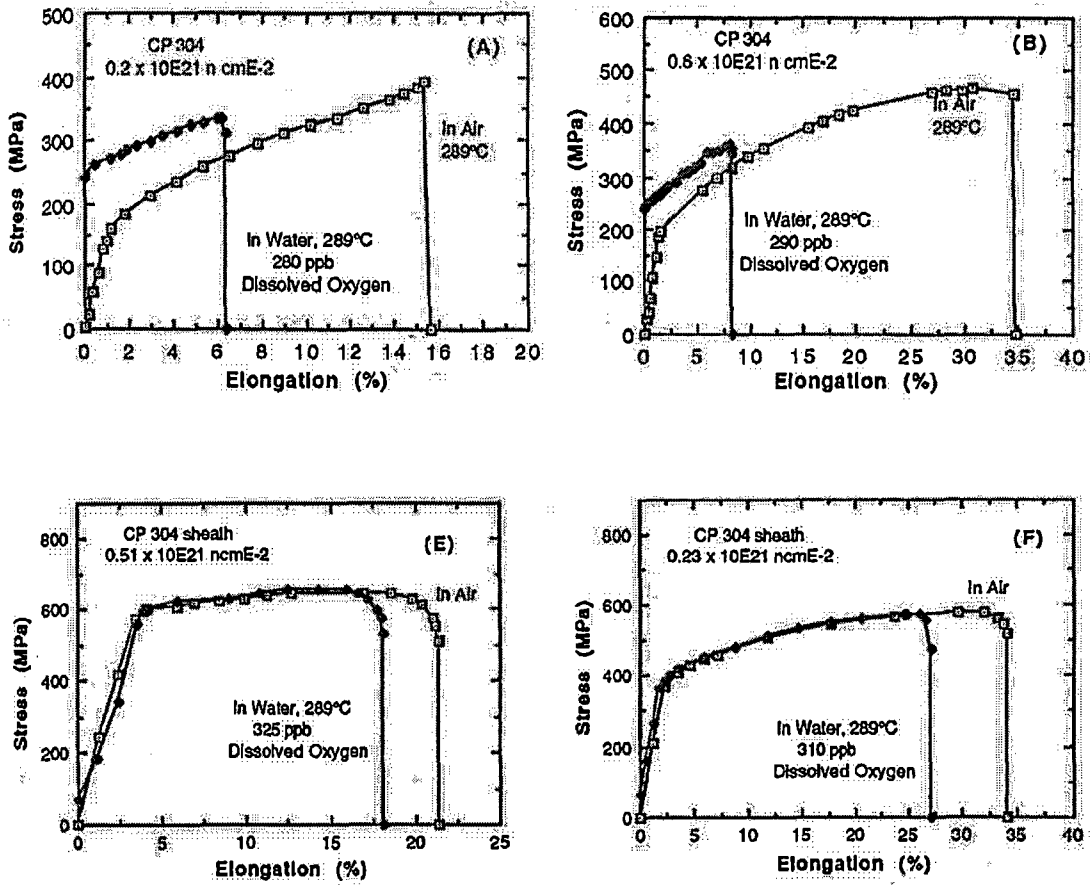 (A)
CP 304
0.2 x 10E21 n cmE-2
In Air
289ºC
In Water, 289ºC
280 ppb
Dissolved Oxygen
Stress (MPa)
500
400
300
200
100
0
0 2 4 6 8 10 12 14 16 18 20
Elongation (%)
(B)
CP 304
0.6 x 10E21 n cmE-2
In Air
289ºC
In Water, 289ºC
290 ppb
Dissolved Oxygen
Stress (MPa)
600
500
400
300
200
100
0
0 5 10 15 20 25 30 35 40
Elongation (%)
(E)
CP 304 sheath
0.51 x 10E21 ncmE-2
In Air
In Water, 289ºC
325 ppb
Dissolved Oxygen
Stress (MPa)
800
600
400
200
0
0 5 10 15 20 25
Elongation (%)
(F)
CP 304 sheath
0.23 x 10E21 ncmE-2
In Air
In Water, 289ºC
310 ppb
Dissolved Oxygen
Stress (MPa)
800
600
400
200
0
0 5 10 15 20 25 30 35 40
Elongation (%)